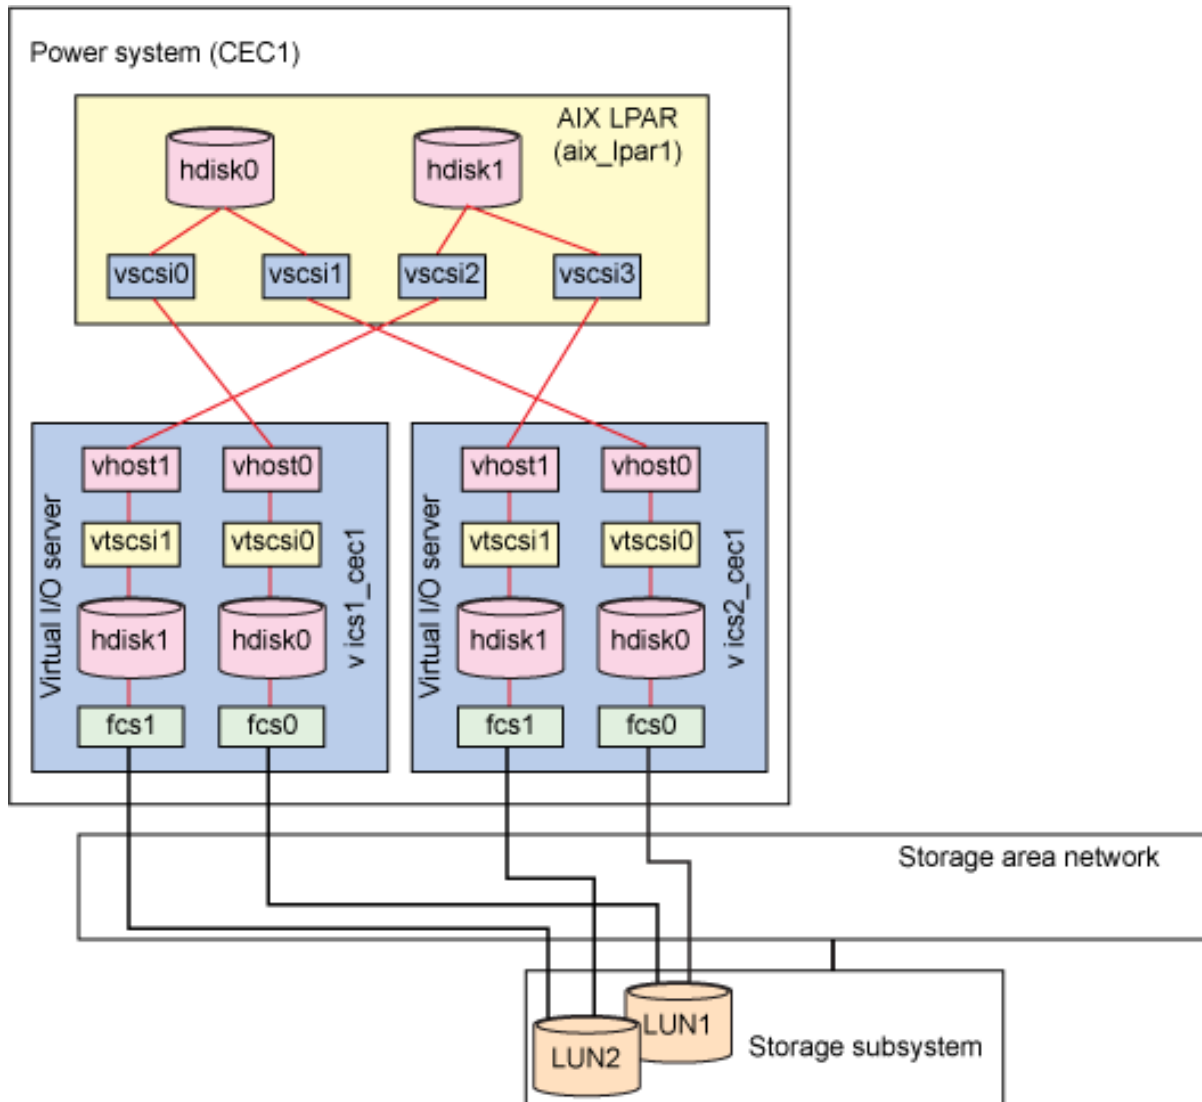 Power system (CEC1)
AIX LPAR
(aix_lpar1)
hdisk0
hdisk1
vscsi0
vscsi1
vscsi2
vscsi3
Virtual I/O server
vhost1
vhost0
vtscsi1
vtscsi0
hdisk1
hdisk0
fcs1
fcs0
v ics1_cec1
Virtual I/O server
vhost1
vhost0
vtscsi1
vtscsi0
hdisk1
hdisk0
fcs1
fcs0
v ics2_cec1
Storage area network
LUN1
LUN2
Storage subsystem